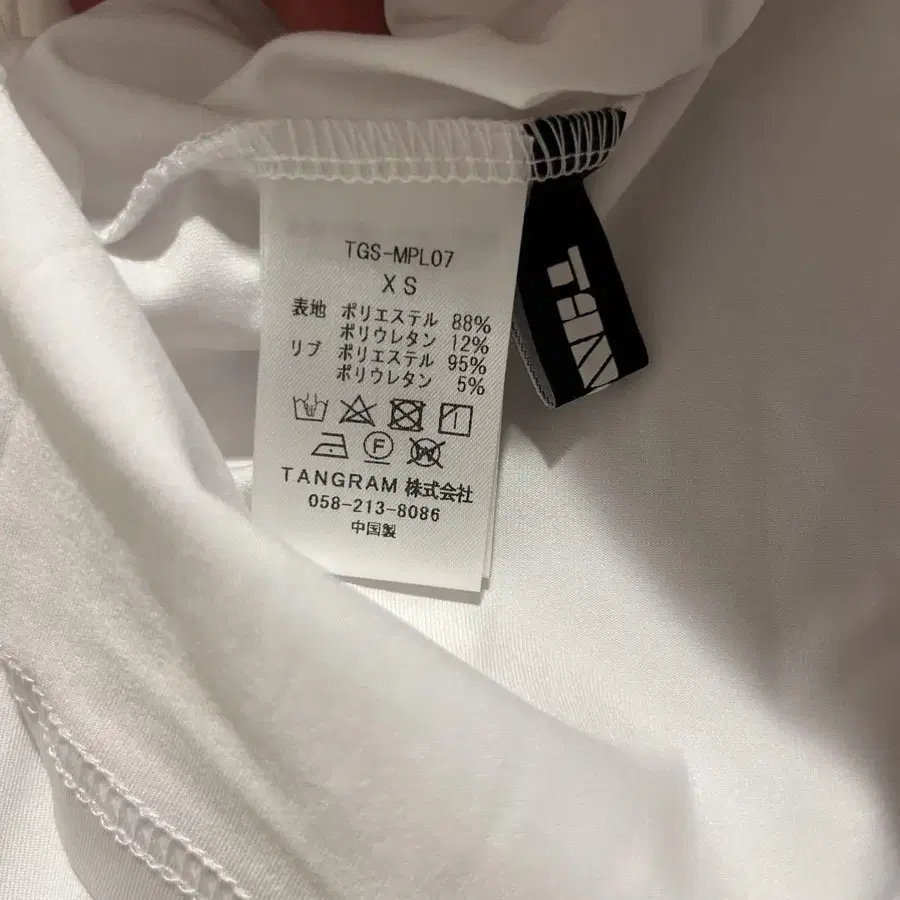 TGS-MPL07
XS
表地 ポリエステル 88%
ポリウレタン 12%
リブ ポリエステル 95%
ポリウレタン 5%
F
W
TANGRAM 株式会社
058-213-8086
中国製